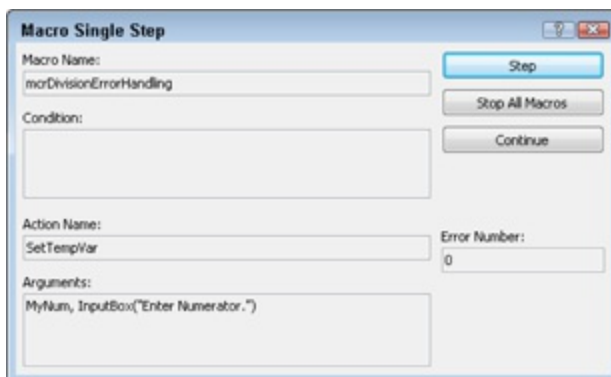 Macro Single Step
Macro Name:
mcrDivisionErrorHandling
Step
Stop All Macros
Condition:
Continue
Action Name:
SetTempVar
Error Number:
0
Arguments:
MyNum, InputBox("Enter Numerator.")